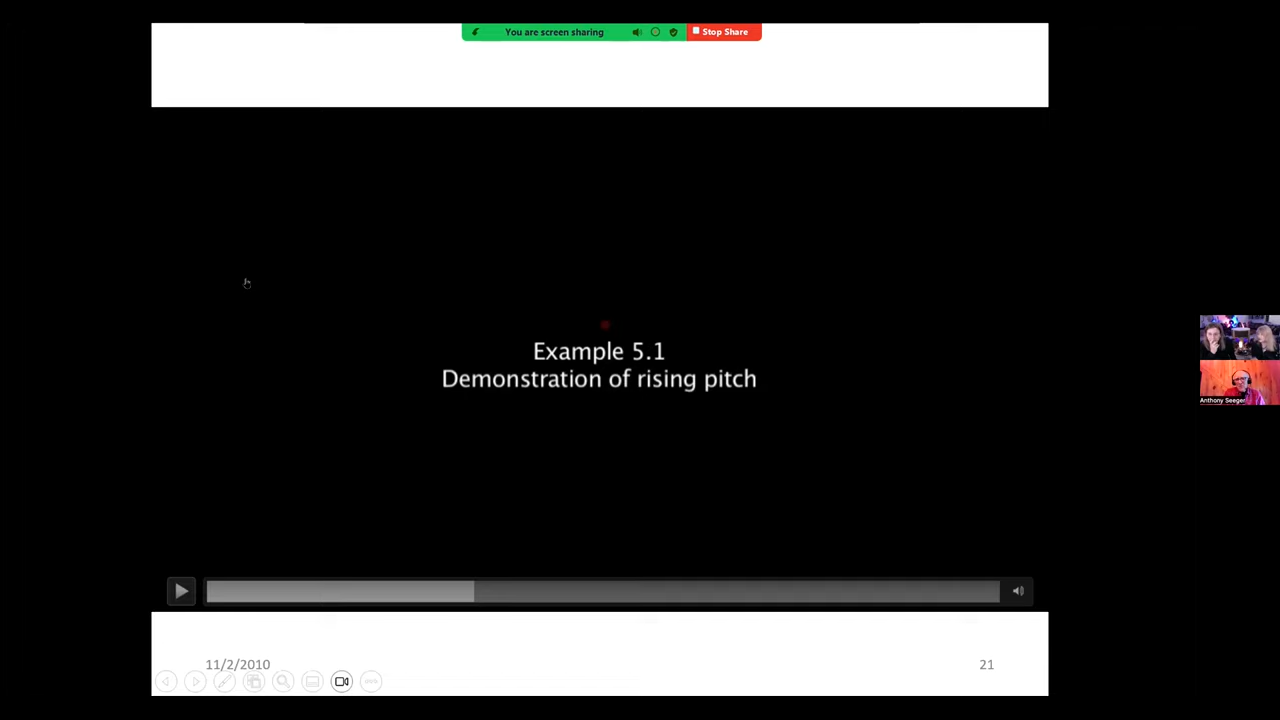 You are screen sharing
Stop Share
Example 5.1
Demonstration of rising pitch
Anthony Seeger
11/2/2010
21